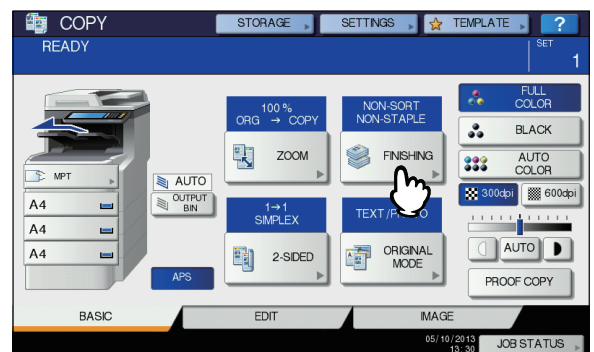 COPY
STORAGE
SETTINGS
TEMPLATE
?
READY
SET
1
100 %
ORG → COPY
NON-SORT
NON-STAPLE
ZOOM
FINISHING
FULL
COLOR
BLACK
AUTO
COLOR
300dpi
600dpi
MPT
A4
A4
A4
AUTO
OUTPUT
BIN
APS
1→1
SIMPLEX
2-SIDED
ORIGINAL
MODE
AUTO
PROOF COPY
BASIC
EDIT
IMAGE
05/10/2013
13:30
JOB STATUS